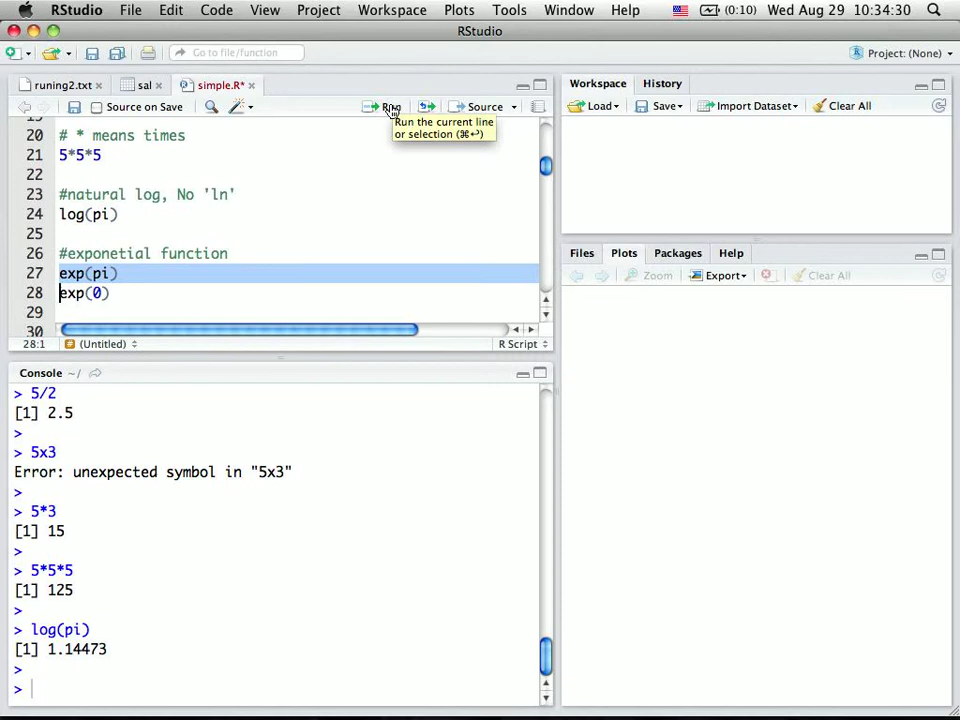 RStudio File Edit Code View Project Workspace Plots Tools Window Help (0:10) Wed Aug 29 10:34:30
RStudio
Go to file/function Project: (None)
runing2.txt sal simple.R*
Source on Save Run Source
Run the current line
or selection (⌘↩)
19
20 # * means times
21 5*5*5
22
23 #natural log, No 'ln'
24 log(pi)
25
26 #exponetial function
27 exp(pi)
28 exp(0)
29
30
28:1 # (Untitled) R Script
Console ~/
> 5/2
[1] 2.5
>
> 5x3
Error: unexpected symbol in "5x3"
>
> 5*3
[1] 15
>
> 5*5*5
[1] 125
>
> log(pi)
[1] 1.14473
>
>
Workspace History
Load Save Import Dataset Clear All
Files Plots Packages Help
Zoom Export Clear All